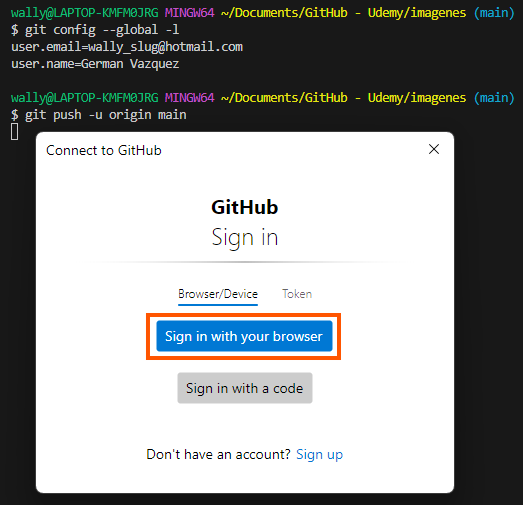 wally@LAPTOP-KMFM0JRG MINGW64 ~/Documents/GitHub - Udemy/imagenes (main)
$ git config --global -l
user.email=wally_slug@hotmail.com
user.name=German Vazquez
wally@LAPTOP-KMFM0JRG MINGW64 ~/Documents/GitHub - Udemy/imagenes (main)
$ git push -u origin main
Connect to GitHub
GitHub
Sign in
Browser/Device Token
Sign in with your browser
Sign in with a code
Don't have an account? Sign up